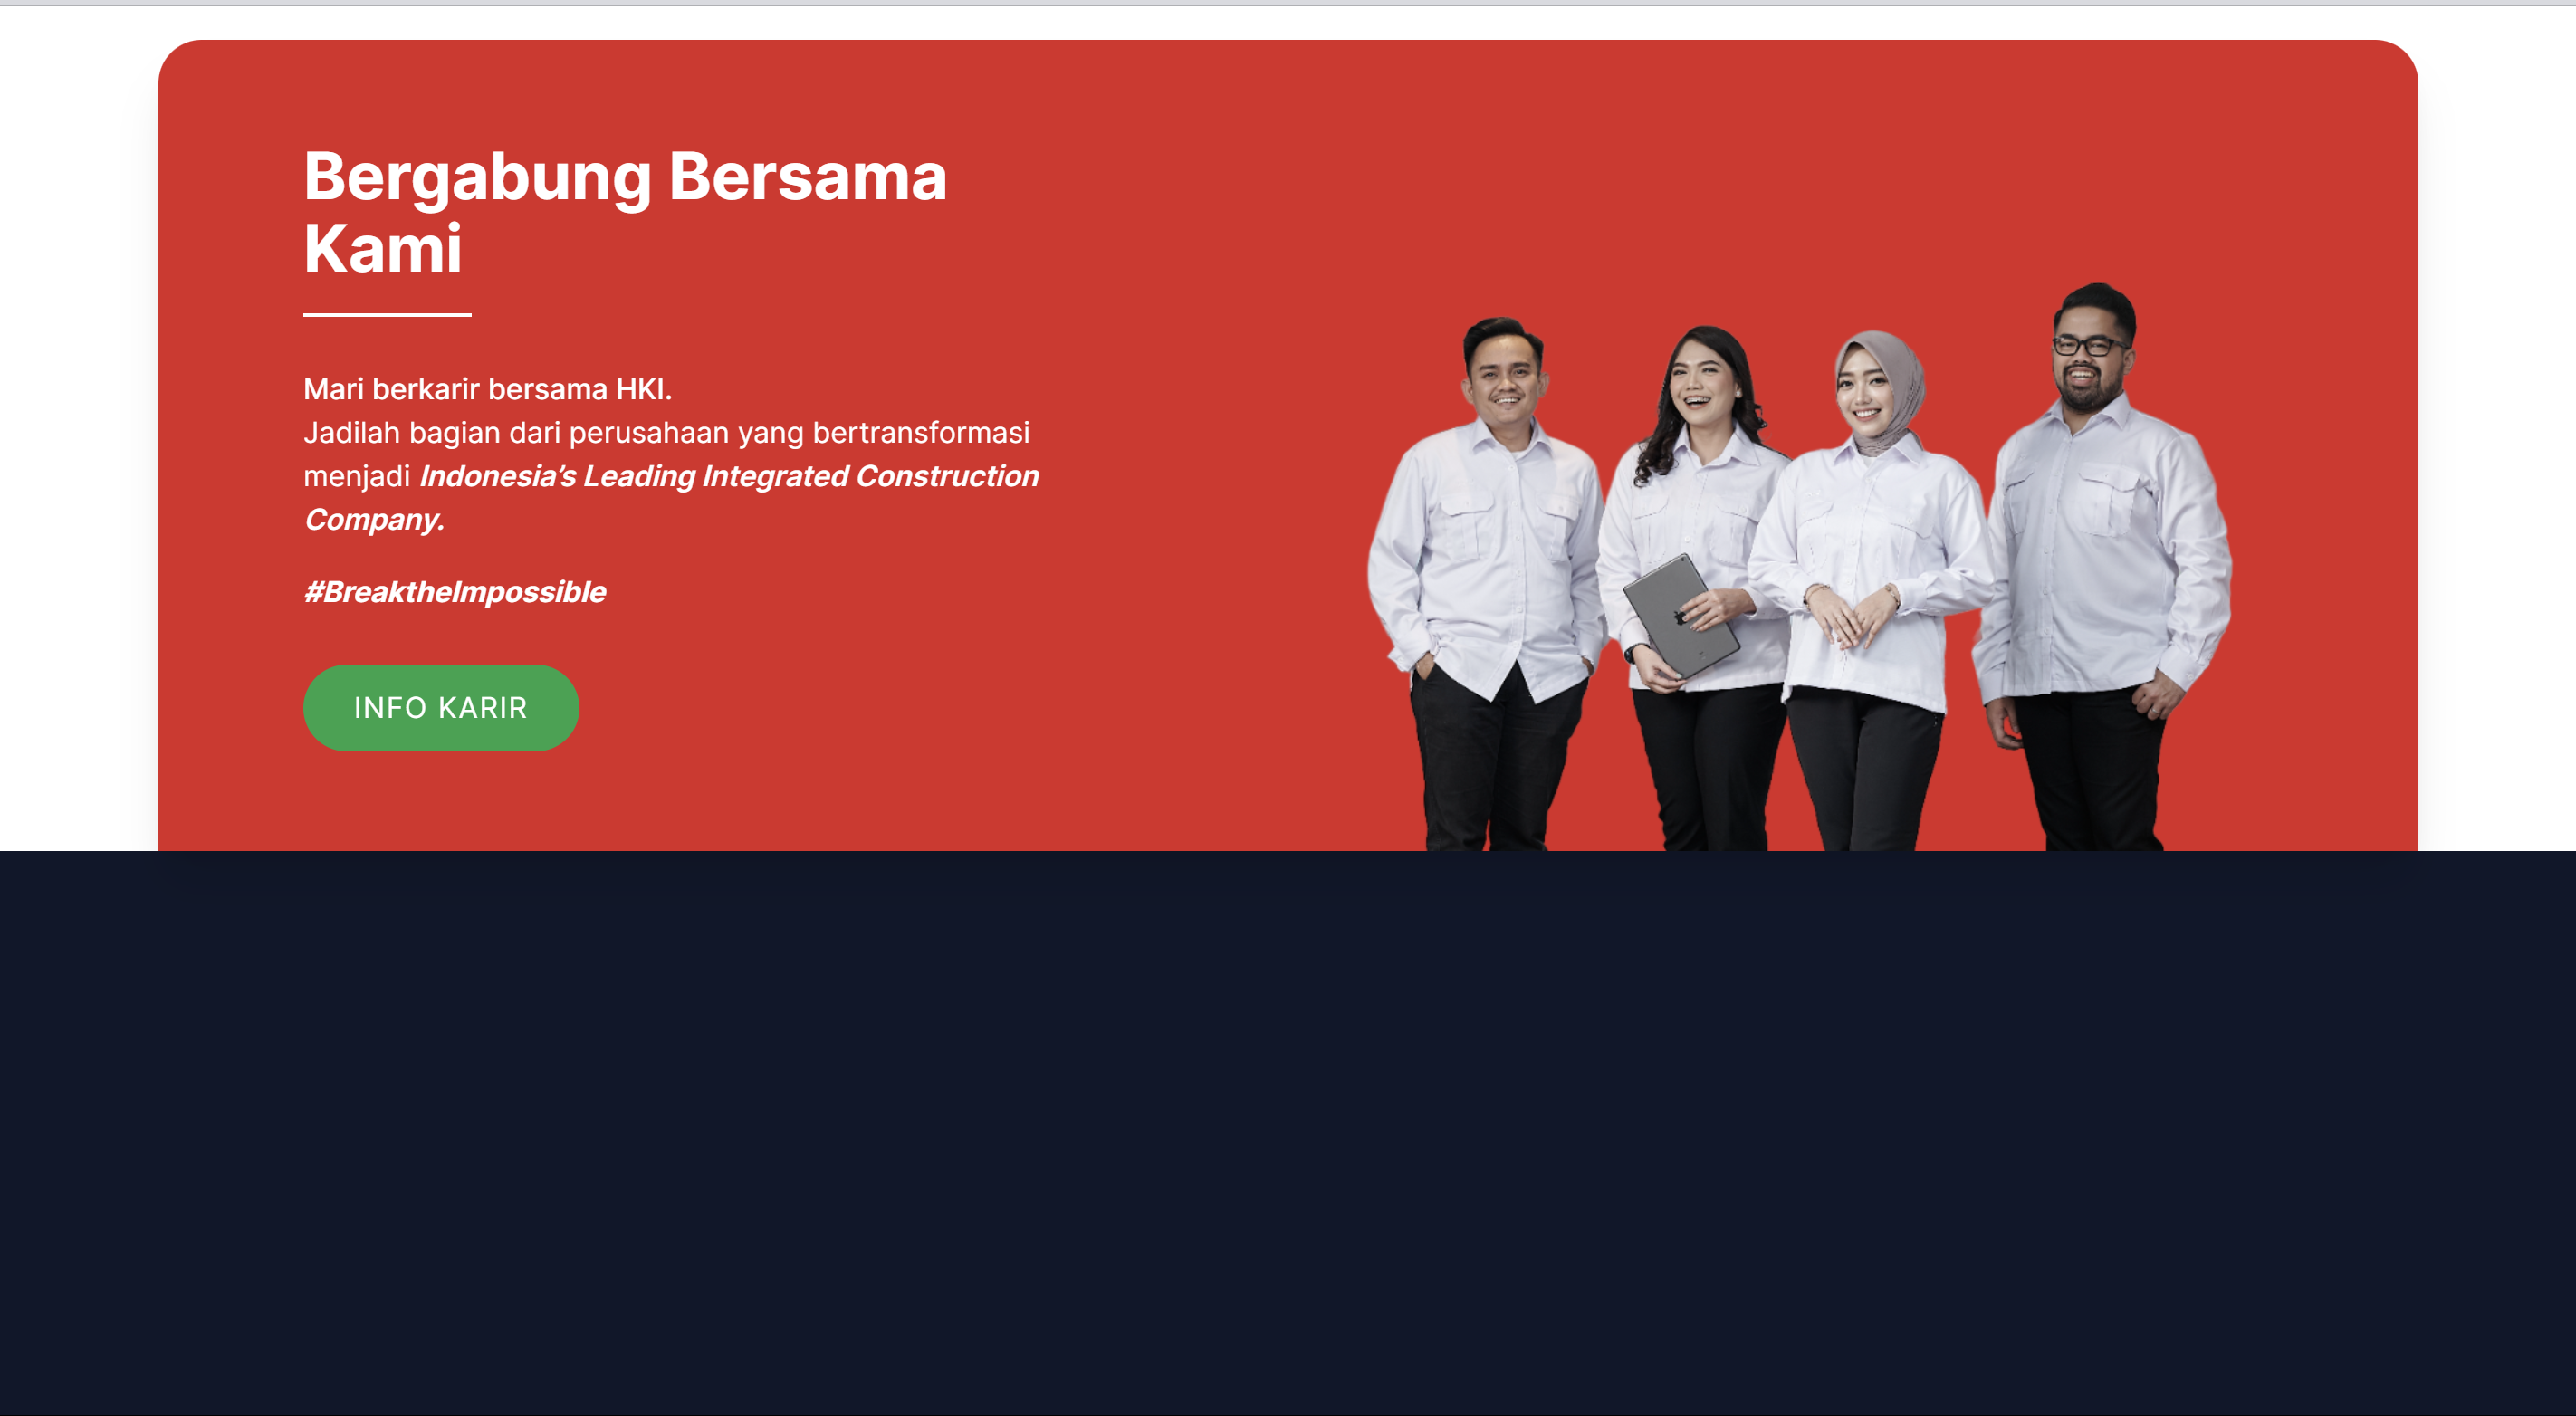 Bergabung Bersama
Kami
Mari berkarir bersama HKI.
Jadilah bagian dari perusahaan yang bertransformasi
menjadi Indonesia’s Leading Integrated Construction
Company.
#BreaktheImpossible
INFO KARIR